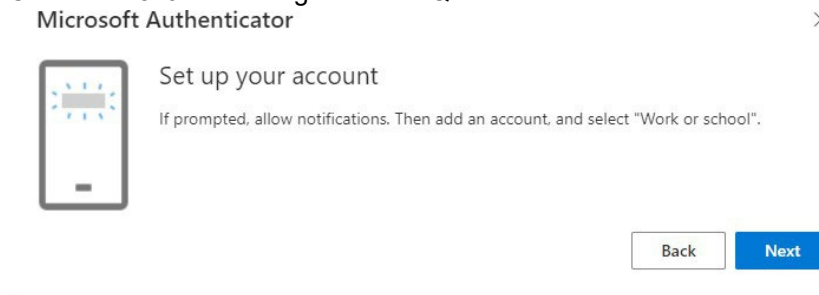 Microsoft Authenticator
Set up your account
If prompted, allow notifications. Then add an account, and select "Work or school".
Back Next